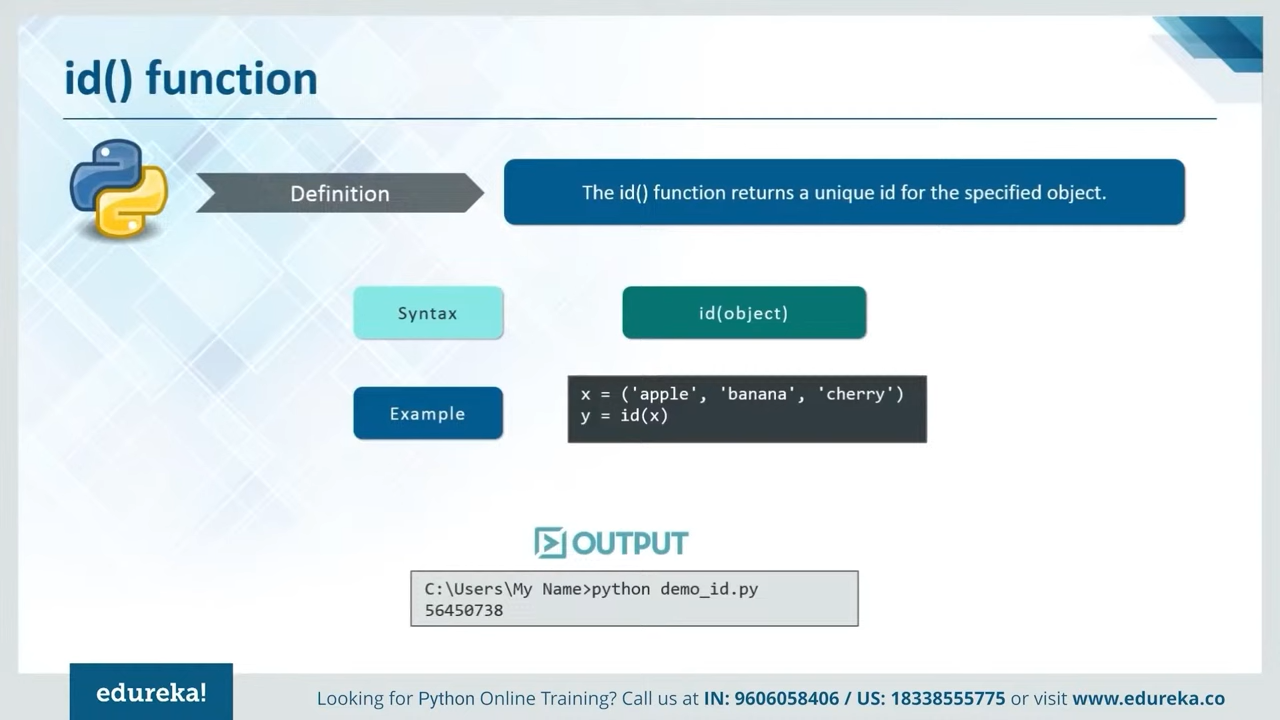 id() function
Definition
The id() function returns a unique id for the specified object.
Syntax
id(object)
Example
x = ('apple', 'banana', 'cherry')
y = id(x)
OUTPUT
C:\Users\My Name>python demo_id.py
56450738
edureka!
Looking for Python Online Training? Call us at IN: 9606058406 / US: 18338555775 or visit www.edureka.co